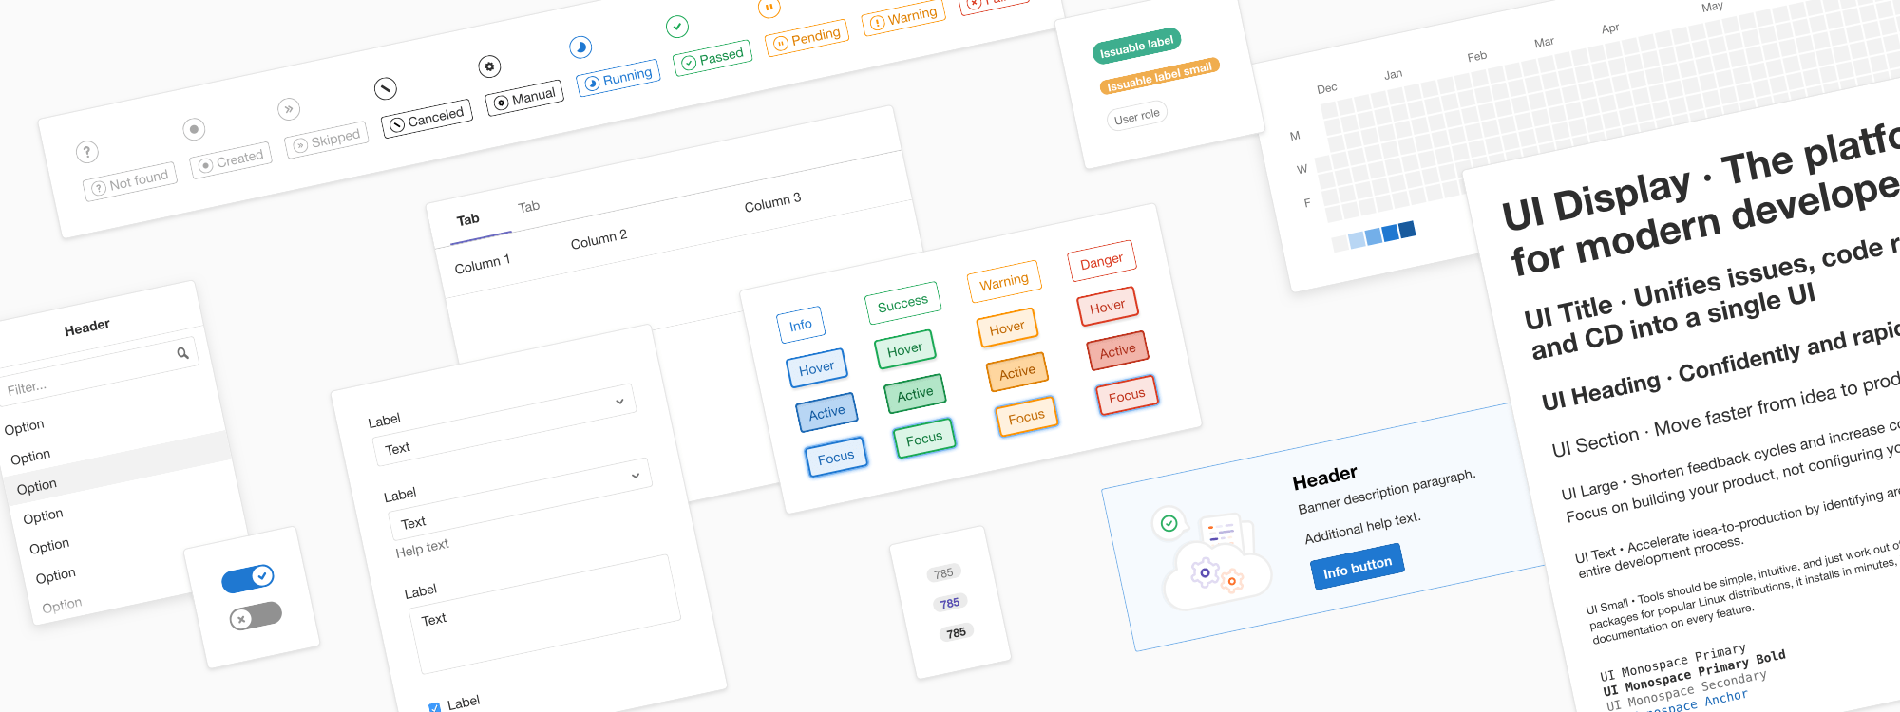 Not found
Created
Skipped
Canceled
Manual
Running
Passed
Pending
Warning
Issuable label
Issuable label small
User role
Dec
Jan
Feb
Mar
Apr
May
M
W
F
Tab
Tab
Column 1
Column 2
Column 3
Header
Filter...
Option
Option
Option
Option
Option
Option
Option
Label
Text
Label
Text
Help text
Label
Text
Label
Info
Success
Warning
Danger
Hover
Hover
Hover
Hover
Active
Active
Active
Active
Focus
Focus
Focus
Focus
785
785
785
Header
Banner description paragraph.
Additional help text.
Info button
UI Display · The platfo
for modern develope
UI Title · Unifies issues, code r
and CD into a single UI
UI Heading · Confidently and rapid
UI Section · Move faster from idea to prod
UI Large · Shorten feedback cycles and increase co
Focus on building your product, not configuring yo
UI Text · Accelerate idea-to-production by identifying are
entire development process.
UI Small · Tools should be simple, intuitive, and just work out of
packages for popular Linux distributions, it installs in minutes,
documentation on every feature.
UI Monospace Primary
UI Monospace Primary Bold
UI Monospace Secondary
space Anchor